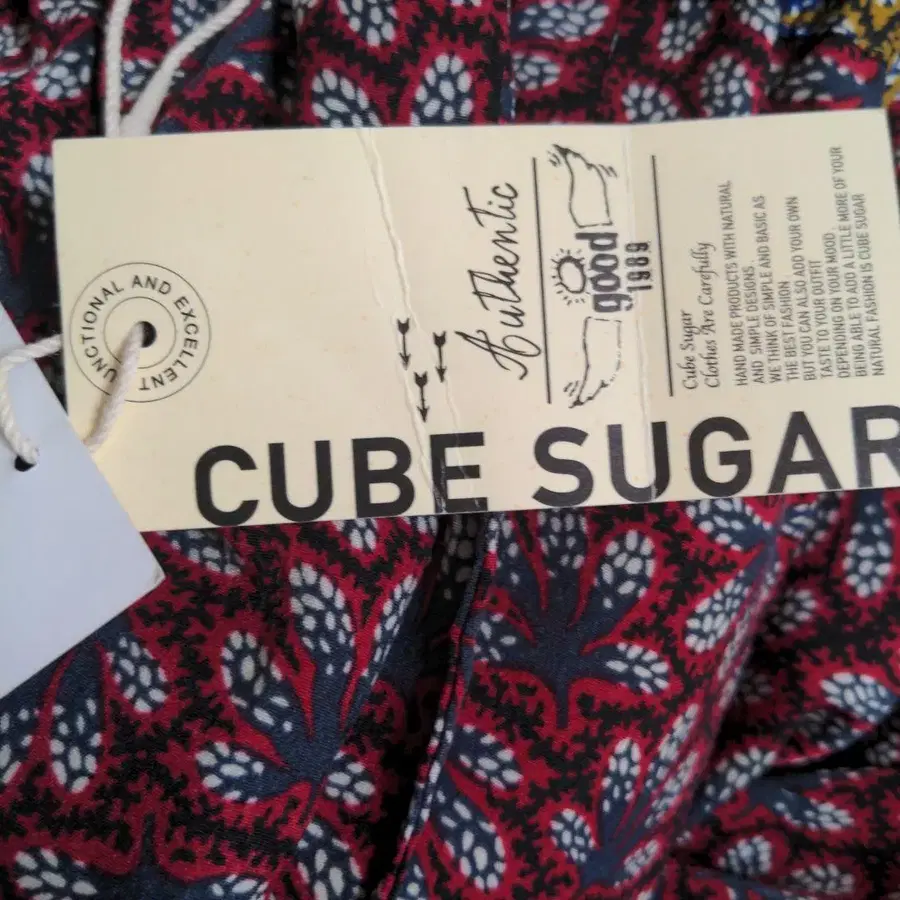 FUNCTIONAL AND EXCELLENT
Authentic
good
1989
Cube Sugar
Clothes Are Carefully
HAND MADE PRODUCTS WITH NATURAL
AND SIMPLE DESIGNS .
WE THINK OF SIMPLE AND BASIC AS
THE BEST FASHION .
BUT YOU CAN ALSO ADD YOUR OWN
TASTE TO YOUR OUTFIT
DEPENDING ON YOUR MOOD .
BEING ABLE TO ADD A LITTLE MORE OF YOUR
NATURAL FASHION IS CUBE SUGAR
CUBE SUGAR